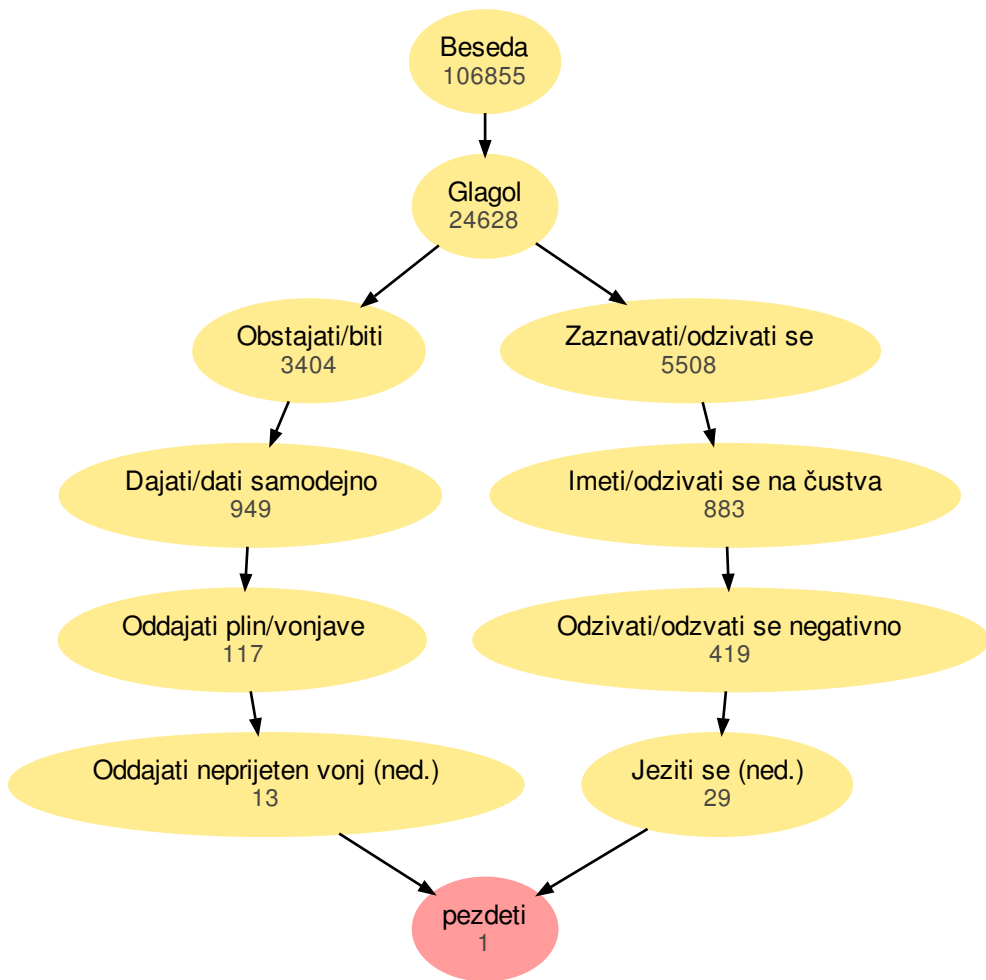 Beseda
106855
Glagol
24628
Obstajati/biti
3404
Zaznavati/odzivati se
5508
Dajati/dati samodejno
949
Imeti/odzivati se na čustva
883
Oddajati plin/vonjave
117
Odzivati/odzvati se negativno
419
Oddajati neprijeten vonj (ned.)
13
Jeziti se (ned.)
29
pezdeti
1